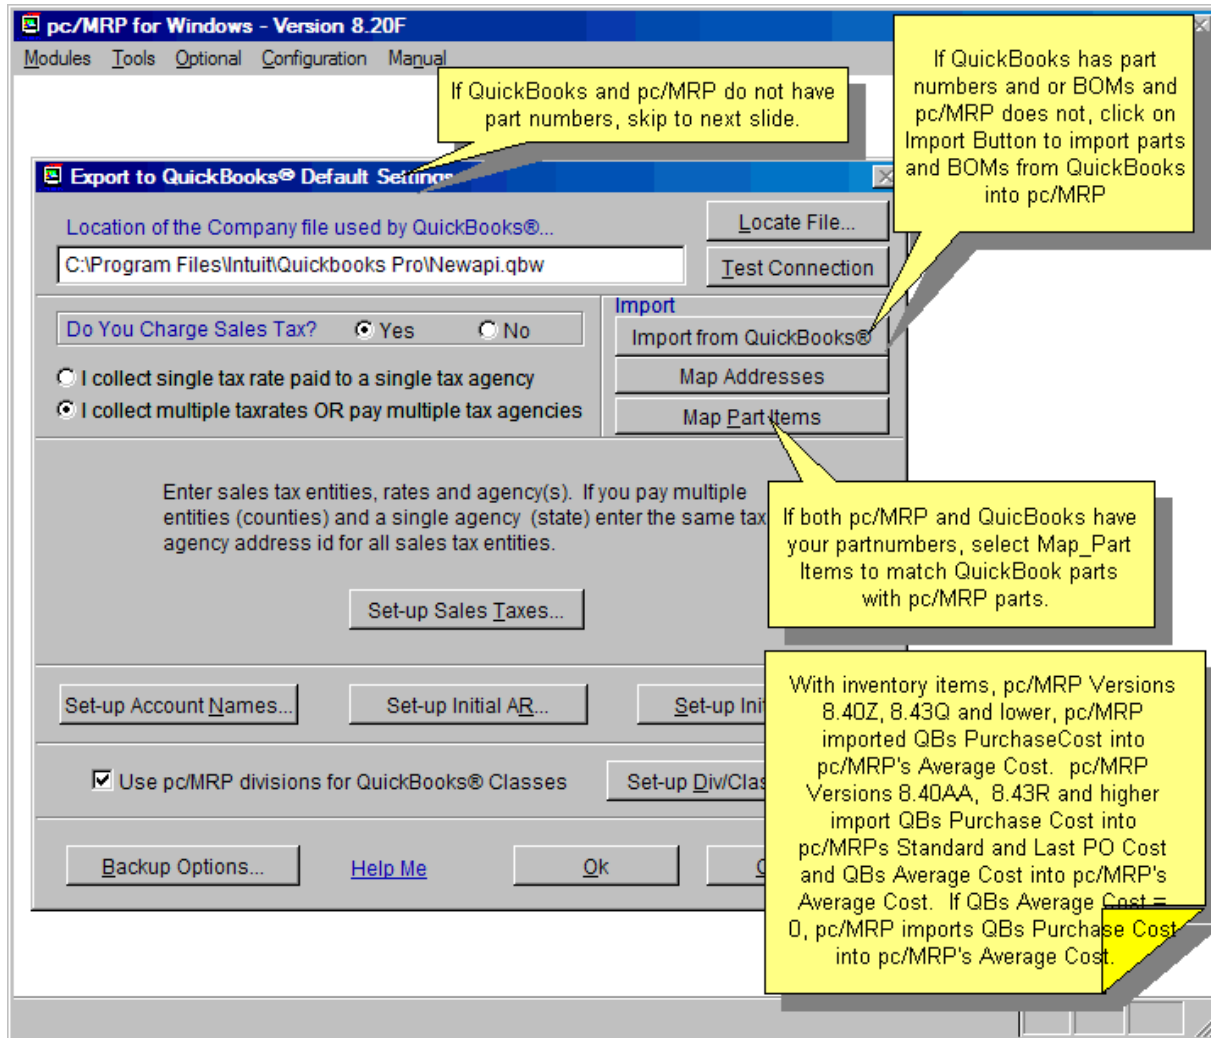 pc/MRP for Windows - Version 8.20F
Modules Tools Optional Configuration Manual
If QuickBooks and pc/MRP do not have
part numbers, skip to next slide.
If QuickBooks has part
numbers and or BOMs and
pc/MRP does not, click on
Import Button to import parts
and BOMs from QuickBooks
into pc/MRP
Export to QuickBooks® Default Settings
Location of the Company file used by QuickBooks®...
Locate File...
C:\Program Files\Intuit\Quickbooks Pro\Newapi.qbw
Test Connection
Do You Charge Sales Tax? Yes No
I collect single tax rate paid to a single tax agency
I collect multiple taxrates OR pay multiple tax agencies
Import
Import from QuickBooks®
Map Addresses
Map Part Items
Enter sales tax entities, rates and agency(s). If you pay multiple
entities (counties) and a single agency (state) enter the same tax
agency address id for all sales tax entities.
Set-up Sales Taxes...
If both pc/MRP and QuicBooks have
your partnumbers, select Map_Part
Items to match QuickBook parts
with pc/MRP parts.
Set-up Account Names... Set-up Initial AR... Set-up Ini
Use pc/MRP divisions for QuickBooks® Classes Set-up Div/Clas
Backup Options... Help Me Ok
With inventory items, pc/MRP Versions
8.40Z, 8.43Q and lower, pc/MRP
imported QBs PurchaseCost into
pc/MRP's Average Cost. pc/MRP
Versions 8.40AA, 8.43R and higher
import QBs Purchase Cost into
pc/MRPs Standard and Last PO Cost
and QBs Average Cost into pc/MRP's
Average Cost. If QBs Average Cost =
0, pc/MRP imports QBs Purchase Cost
into pc/MRP's Average Cost.